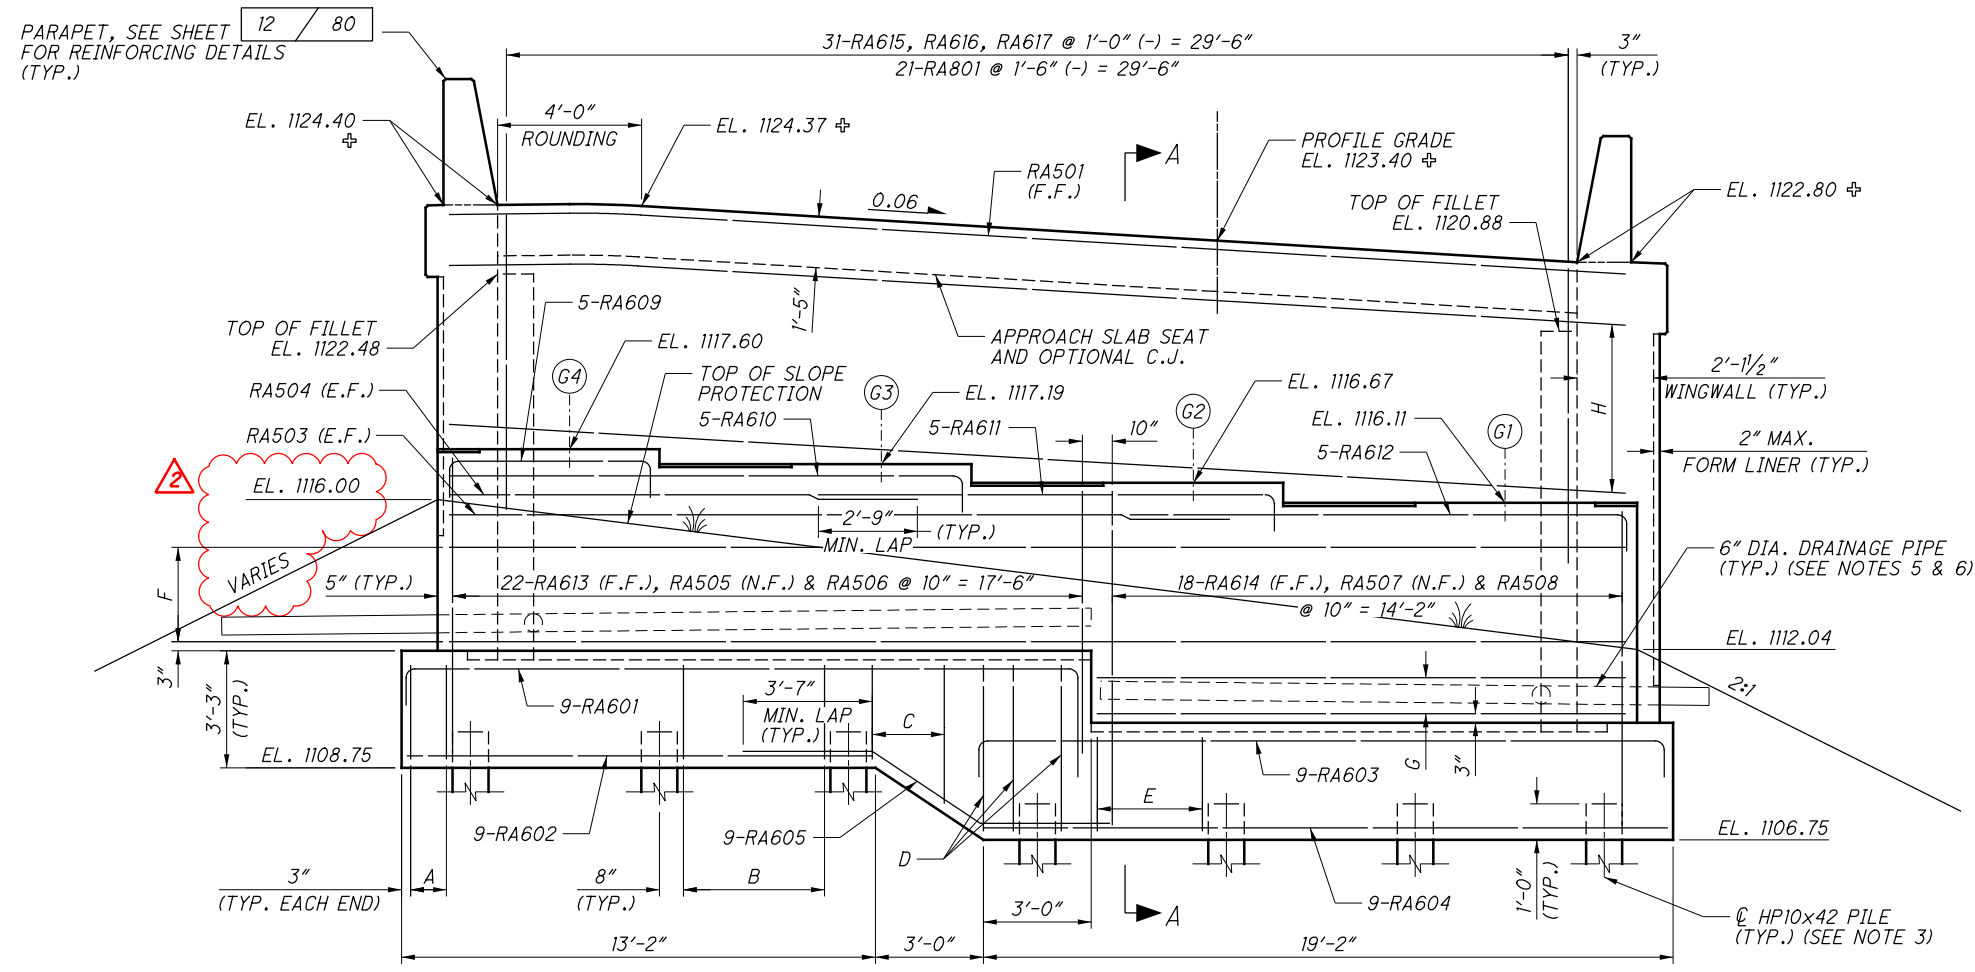 PARAPET, SEE SHEET 12 / 80
FOR REINFORCING DETAILS
(TYP.)
31-RA615, RA616, RA617 @ 1'-0" (-) = 29'-6"
21-RA801 @ 1'-6" (-) = 29'-6"
3"
(TYP.)
EL. 1124.40
4'-0"
ROUNDING
EL. 1124.37
A
PROFILE GRADE
EL. 1123.40
RA501
(F.F.)
0.06
TOP OF FILLET
EL. 1120.88
EL. 1122.80
1'-5"
5-RA609
TOP OF FILLET
EL. 1122.48
EL. 1117.60
APPROACH SLAB SEAT
AND OPTIONAL C.J.
2'-1 1/2"
WINGWALL (TYP.)
H
RA504 (E.F.)
G4
TOP OF SLOPE
PROTECTION
G3
EL. 1117.19
G2
EL. 1116.67
EL. 1116.11
G1
5-RA610
5-RA611
10"
5-RA612
RA503 (E.F.)
2" MAX.
FORM LINER (TYP.)
2
EL. 1116.00
2'-9"
(TYP.)
MIN. LAP
VARIES
F
5" (TYP.)
22-RA613 (F.F.), RA505 (N.F.) & RA506 @ 10" = 17'-6"
18-RA614 (F.F.), RA507 (N.F.) & RA508
@ 10" = 14'-2"
6" DIA. DRAINAGE PIPE
(TYP.) (SEE NOTES 5 & 6)
EL. 1112.04
3"
3'-3"
(TYP.)
9-RA601
3'-7"
MIN. LAP
(TYP.)
C
2:1
EL. 1108.75
9-RA603
G
3"
E
9-RA602
9-RA605
D
EL. 1106.75
3"
(TYP. EACH END)
A
8"
(TYP.)
B
3'-0"
A
9-RA604
1'-0"
(TYP.)
℄ HP10x42 PILE
(TYP.) (SEE NOTE 3)
13'-2"
3'-0"
19'-2"